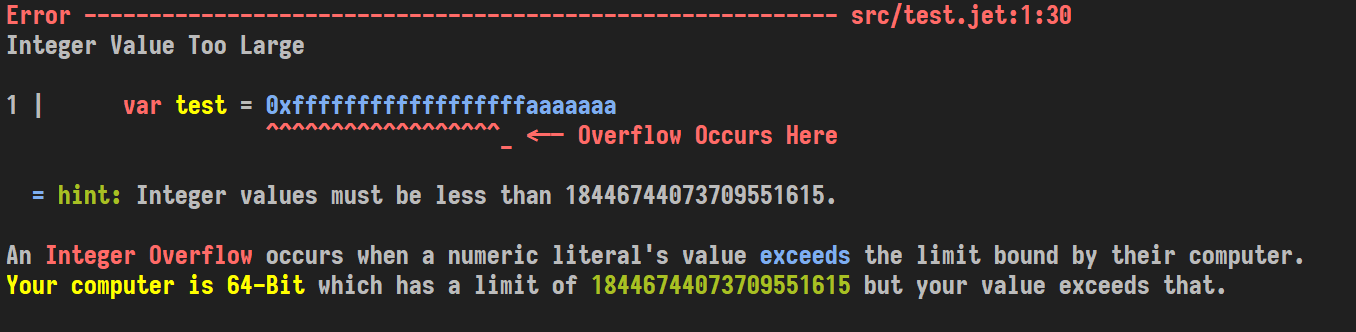 Error ---------------------------------------------------------- src/test.jet:1:30
Integer Value Too Large
1 |      var test = 0xffffffffffffffffffaaaaaaa
^^^^^^^^^^^^^^^^^^_ <-- Overflow Occurs Here
= hint: Integer values must be less than 18446744073709551615.
An Integer Overflow occurs when a numeric literal's value exceeds the limit bound by their computer.
Your computer is 64-Bit which has a limit of 18446744073709551615 but your value exceeds that.